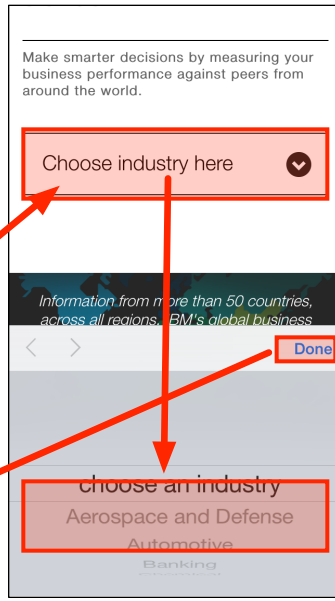 Make smarter decisions by measuring your
business performance against peers from
around the world.
Choose industry here
Information from more than 50 countries,
across all regions, IBM's global business
Done
choose an industry
Aerospace and Defense
Automotive
Banking